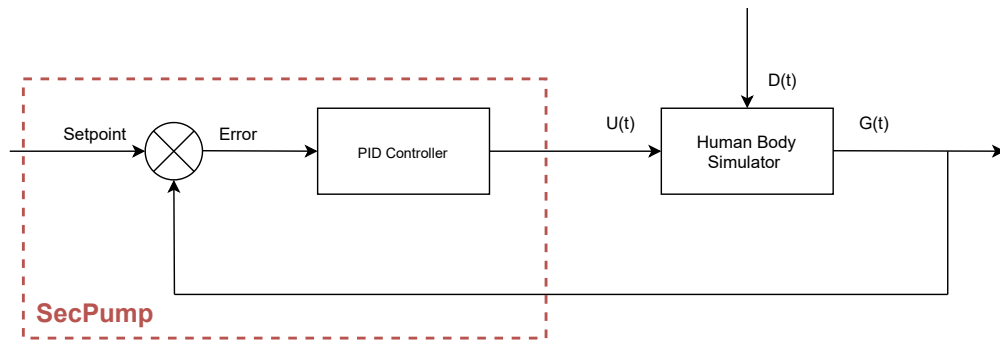 D(t)
Setpoint
Error
PID Controller
U(t)
Human Body
Simulator
G(t)
SecPump